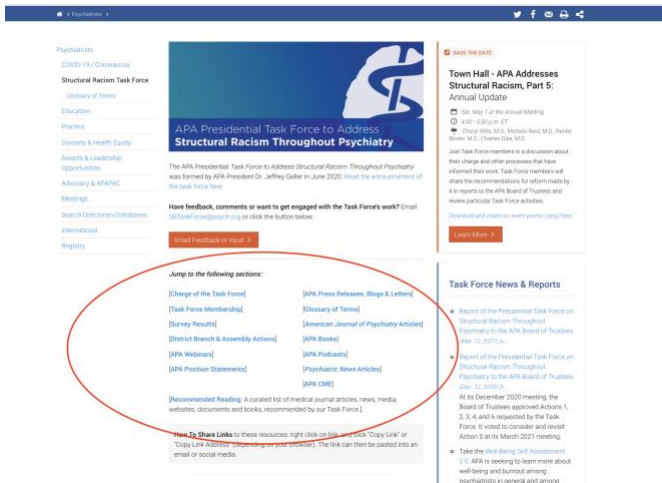 > Psychiatrists >
Psychiatrists
COVID-19 / Coronavirus
Structural Racism Task Force
Glossary of Terms
Education
Practice
Diversity & Health Equity
Awards & Leadership
Opportunities
Advocacy & APAPAC
Meetings
Search Directories/Databases
International
Registry
APA Presidential Task Force to Address
Structural Racism Throughout Psychiatry
The APA Presidential Task Force to Address Structural Racism Throughout Psychiatry
was formed by APA President Dr. Jeffrey Geller in June 2020. Read the announcement of
the task force here.
Have feedback, comments or want to get engaged with the Task Force's work? Email
SRTaskForce@psych.org or click the button below.
Email Feedback or Input >
Jump to the following sections:
[Charge of the Task Force]
[Task Force Membership]
[Survey Results]
[District Branch & Assembly Actions]
[APA Webinars]
[APA Position Statements]
[APA Press Releases, Blogs & Letters]
[Glossary of Terms]
[American Journal of Psychiatry Articles]
[APA Books]
[APA Podcasts]
[Psychiatric News Articles]
[APA CME]
[Recommended Reading: A curated list of medical journal articles, news, media,
websites, documents and books, recommended by our Task Force.]
How To Share Links to these resources: right click on link, and click "Copy Link" or
"Copy Link Address" (depending on your browser). The link can then be pasted into an
email or social media.
SAVE THE DATE
Town Hall - APA Addresses
Structural Racism, Part 5:
Annual Update
Sat. May 1 at the Annual Meeting
4:00 - 5:30 p.m. ET
Cheryl Wills, M.D., Michele Reid, M.D., Renée
Binder, M.D., Charles Dike, M.D.
Join Task Force members in a discussion about
their charge and other processes that have
informed their work. Task Force members will
share the recommendations for reform made by
it in reports to the APA Board of Trustees and
review particular Task Force activities.
Download and share our event promo (.png) here.
Learn More >
Task Force News & Reports
Report of the Presidential Task Force on
Structural Racism Throughout
Psychiatry to the APA Board of Trustees
(Mar. 12, 2021)
Report of the Presidential Task Force on
Structural Racism Throughout
Psychiatry to the APA Board of Trustees
(Dec. 12, 2020)
At its December 2020 meeting, the
Board of Trustees approved Actions 1,
2, 3, 4, and 6 requested by the Task
Force. It voted to consider and revisit
Action 5 at its March 2021 meeting.
Take the Well-Being Self Assessment
2.0. APA is seeking to learn more about
well-being and burnout among
psychiatrists in general and among